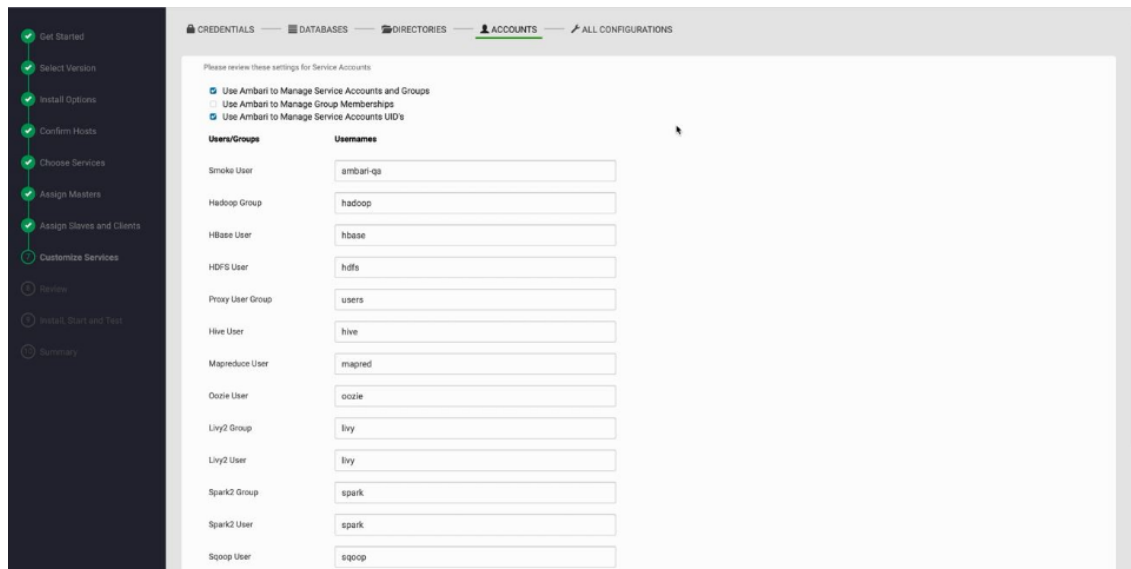 CREDENTIALS DATABASES DIRECTORIES ACCOUNTS ALL CONFIGURATIONS
Get Started
Select Version
Install Options
Confirm Hosts
Choose Services
Assign Masters
Assign Slaves and Clients
7 Customize Services
8 Review
9 Install, Start and Test
10 Summary
Please review these settings for Service Accounts
Use Ambari to Manage Service Accounts and Groups
Use Ambari to Manage Group Memberships
Use Ambari to Manage Service Accounts UID's
Users/Groups Usernames
Smoke User ambari-qa
Hadoop Group hadoop
HBase User hbase
HDFS User hdfs
Proxy User Group users
Hive User hive
Mapreduce User mapred
Oozie User oozie
Livy2 Group livy
Livy2 User livy
Spark2 Group spark
Spark2 User spark
Sqoop User sqoop